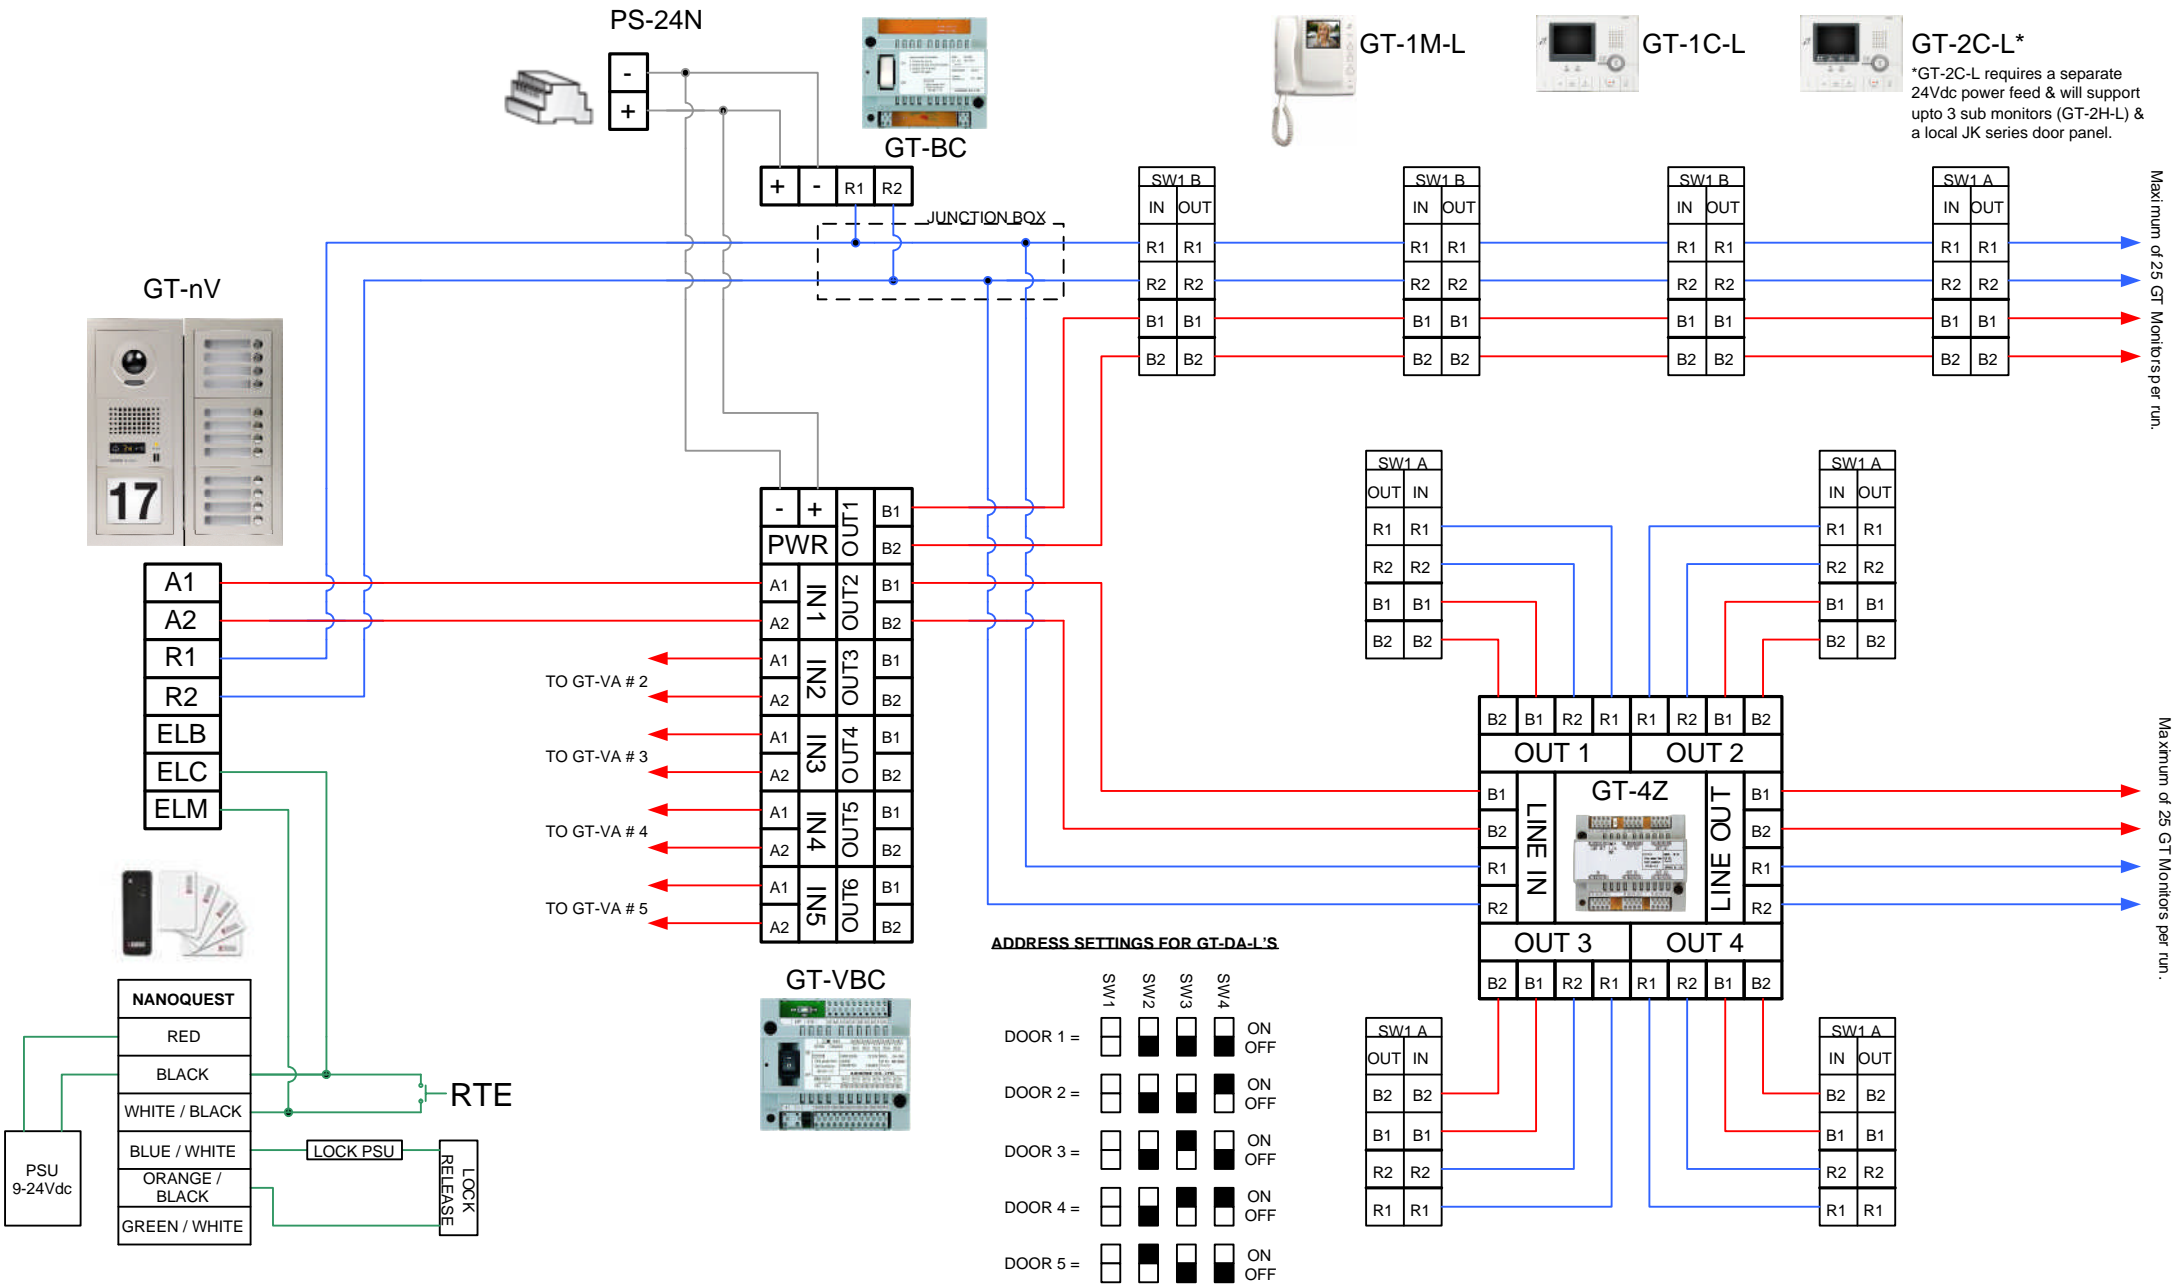 PS-24N
-
+
GT-BC
+ - R1 R2
JUNCTION BOX
GT-1M-L
GT-1C-L
GT-2C-L*
*GT-2C-L requires a separate
24Vdc power feed & will support
upto 3 sub monitors (GT-2H-L) &
a local JK series door panel.
SW1 B
IN OUT
R1 R1
R2 R2
B1 B1
B2 B2
SW1 B
IN OUT
R1 R1
R2 R2
B1 B1
B2 B2
SW1 B
IN OUT
R1 R1
R2 R2
B1 B1
B2 B2
SW1 A
IN OUT
R1 R1
R2 R2
B1 B1
B2 B2
Maximum of 25 GT Monitors per run.
GT-nV
17
A1
A2
R1
R2
ELB
ELC
ELM
- +
PWR
OUT1
B1
B2
A1
A2
IN 1
OUT2
B1
B2
A1
A2
IN2
OUT3
B1
B2
A1
A2
IN3
OUT4
B1
B2
A1
A2
IN4
OUT5
B1
B2
A1
A2
IN5
OUT6
B1
B2
TO GT-VA # 2
TO GT-VA # 3
TO GT-VA # 4
TO GT-VA # 5
GT-VBC
SW1 A
OUT IN
R1 R1
R2 R2
B1 B1
B2 B2
SW1 A
IN OUT
R1 R1
R2 R2
B1 B1
B2 B2
B2 B1 R2 R1 R1 R2 B1 B2
OUT 1 OUT 2
B1
B2
R1
R2
LINE IN
GT-4Z
LINE OUT
B1
B2
R1
R2
OUT 3 OUT 4
B2 B1 R2 R1 R1 R2 B1 B2
Maximum of 25 GT Monitors per run.
SW1 A
OUT IN
B2 B2
B1 B1
R2 R2
R1 R1
SW1 A
IN OUT
B2 B2
B1 B1
R2 R2
R1 R1
ADDRESS SETTINGS FOR GT-DA-L'S
SW1 SW2 SW3 SW4
DOOR 1 = ON
OFF
DOOR 2 = ON
OFF
DOOR 3 = ON
OFF
DOOR 4 = ON
OFF
DOOR 5 = ON
OFF
NANOQUEST
RED
BLACK
WHITE / BLACK
BLUE / WHITE
ORANGE /
BLACK
GREEN / WHITE
PSU
9-24Vdc
RTE
LOCK PSU
LOCK
RELEASE